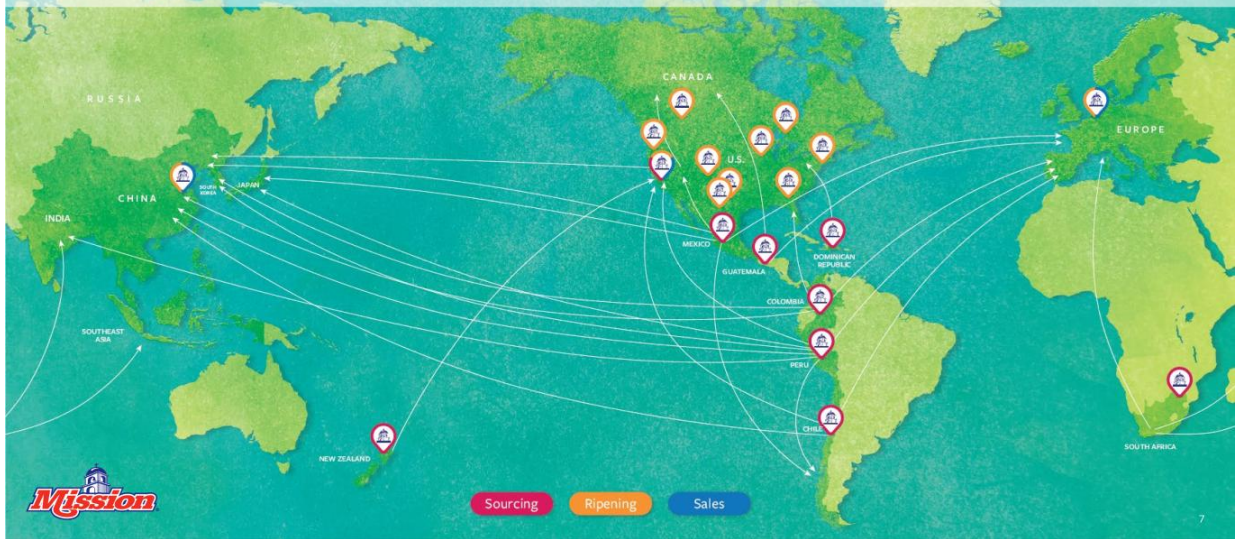 RUSSIA
CANADA
EUROPE
U.S.
CHINA
SOUTH
KOREA
JAPAN
INDIA
MEXICO
GUATEMALA
DOMINICAN
REPUBLIC
COLOMBIA
SOUTHEAST
ASIA
PERU
CHILE
SOUTH AFRICA
NEW ZEALAND
Mission
Sourcing
Ripening
Sales
7